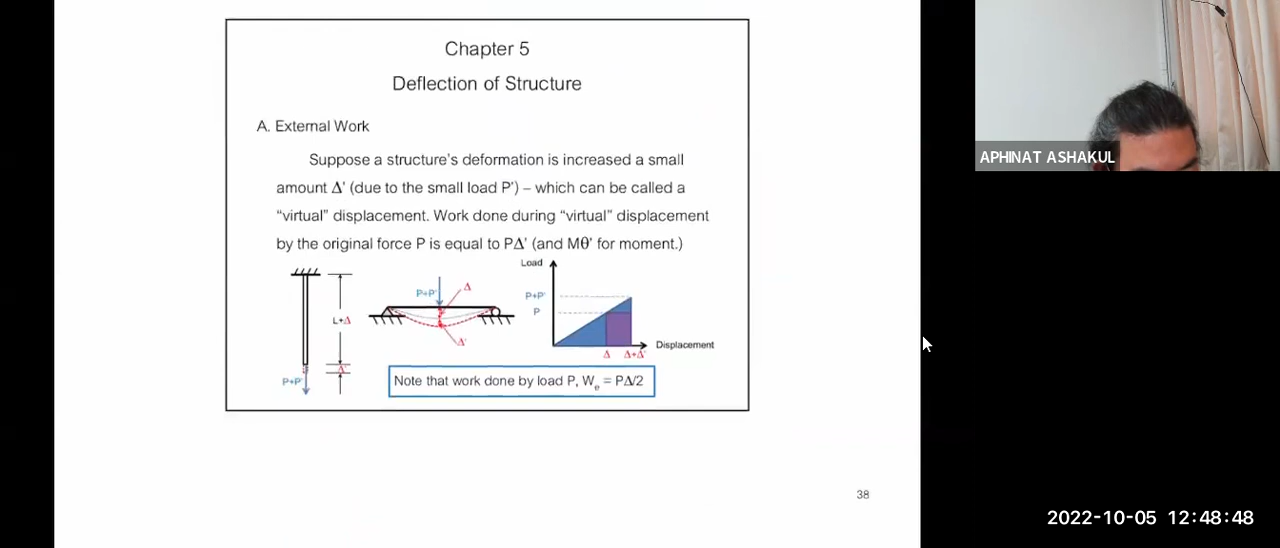 Chapter 5
Deflection of Structure
A. External Work
Suppose a structure's deformation is increased a small
amount Δ' (due to the small load P') – which can be called a
“virtual” displacement. Work done during “virtual” displacement
by the original force P is equal to PΔ' (and Mθ' for moment.)
L+Δ
Δ'
P+P'
P+P'
Δ
Δ'
Load
P+P'
P
Displacement
Δ
Δ+Δ'
Note that work done by load P, Wₑ = PΔ/2
38
APHINAT ASHAKUL
2022-10-05 12:48:48